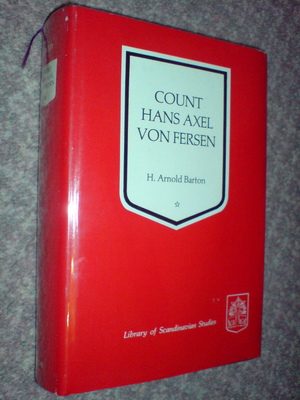 COUNT
HANS AXEL
VON FERSEN
H. Arnold Barton
*
Library of Scandinavian Studies